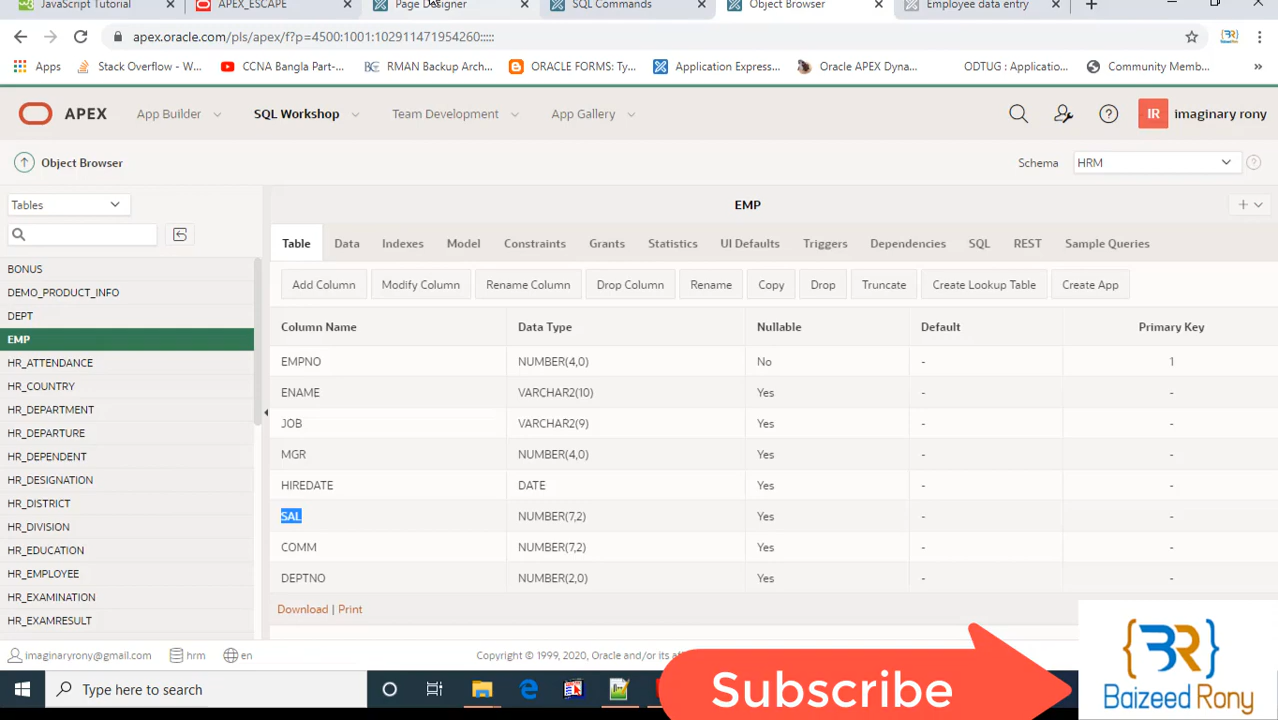 JavaScript Tutorial
APEX_ESCAPE
Page Designer
SQL Commands
Object Browser
Employee data entry
apex.oracle.com/pls/apex/f?p=4500:1001:102911471954260:::::
Apps
Stack Overflow - W...
CCNA Bangla Part-...
RMAN Backup Arch...
ORACLE FORMS: Ty...
Application Express...
Oracle APEX Dyna...
ODTUG : Applicatio...
Community Memb...
APEX
App Builder
SQL Workshop
Team Development
App Gallery
IR
imaginary rony
Object Browser
Schema
HRM
Tables
EMP
Table
Data
Indexes
Model
Constraints
Grants
Statistics
UI Defaults
Triggers
Dependencies
SQL
REST
Sample Queries
BONUS
DEMO_PRODUCT_INFO
DEPT
EMP
HR_ATTENDANCE
HR_COUNTRY
HR_DEPARTMENT
HR_DEPARTURE
HR_DEPENDENT
HR_DESIGNATION
HR_DISTRICT
HR_DIVISION
HR_EDUCATION
HR_EMPLOYEE
HR_EXAMINATION
HR_EXAMRESULT
Add Column
Modify Column
Rename Column
Drop Column
Rename
Copy
Drop
Truncate
Create Lookup Table
Create App
Column Name Data Type Nullable Default Primary Key
EMPNO NUMBER(4,0) No - 1
ENAME VARCHAR2(10) Yes - -
JOB VARCHAR2(9) Yes - -
MGR NUMBER(4,0) Yes - -
HIREDATE DATE Yes - -
SAL NUMBER(7,2) Yes - -
COMM NUMBER(7,2) Yes - -
DEPTNO NUMBER(2,0) Yes - -
Download | Print
imaginaryrony@gmail.com
hrm
en
Copyright © 1999, 2020, Oracle and/or its
Type here to search
Subscribe
BR
Baizeed Rony